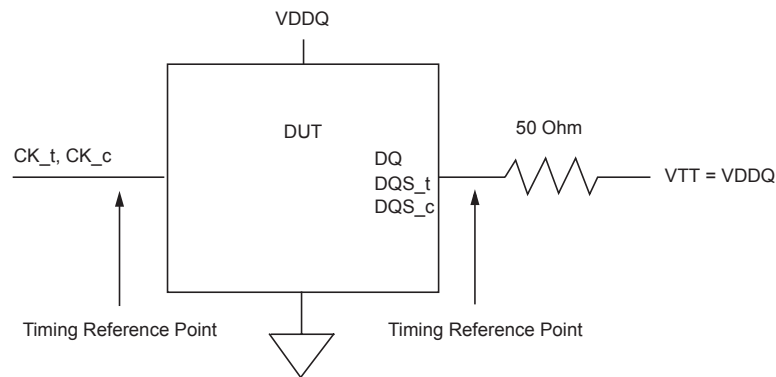 VDDQ
DUT
50 Ohm
CK_t, CK_c
DQ
DQS_t
DQS_c
VTT = VDDQ
Timing Reference Point
Timing Reference Point